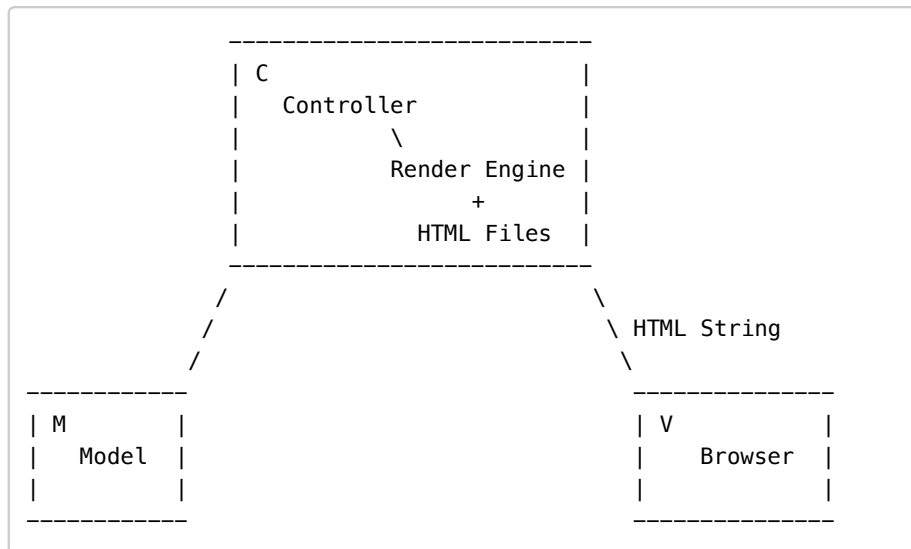 C
Controller
Render Engine
+
HTML Files
HTML String
M
Model
V
Browser